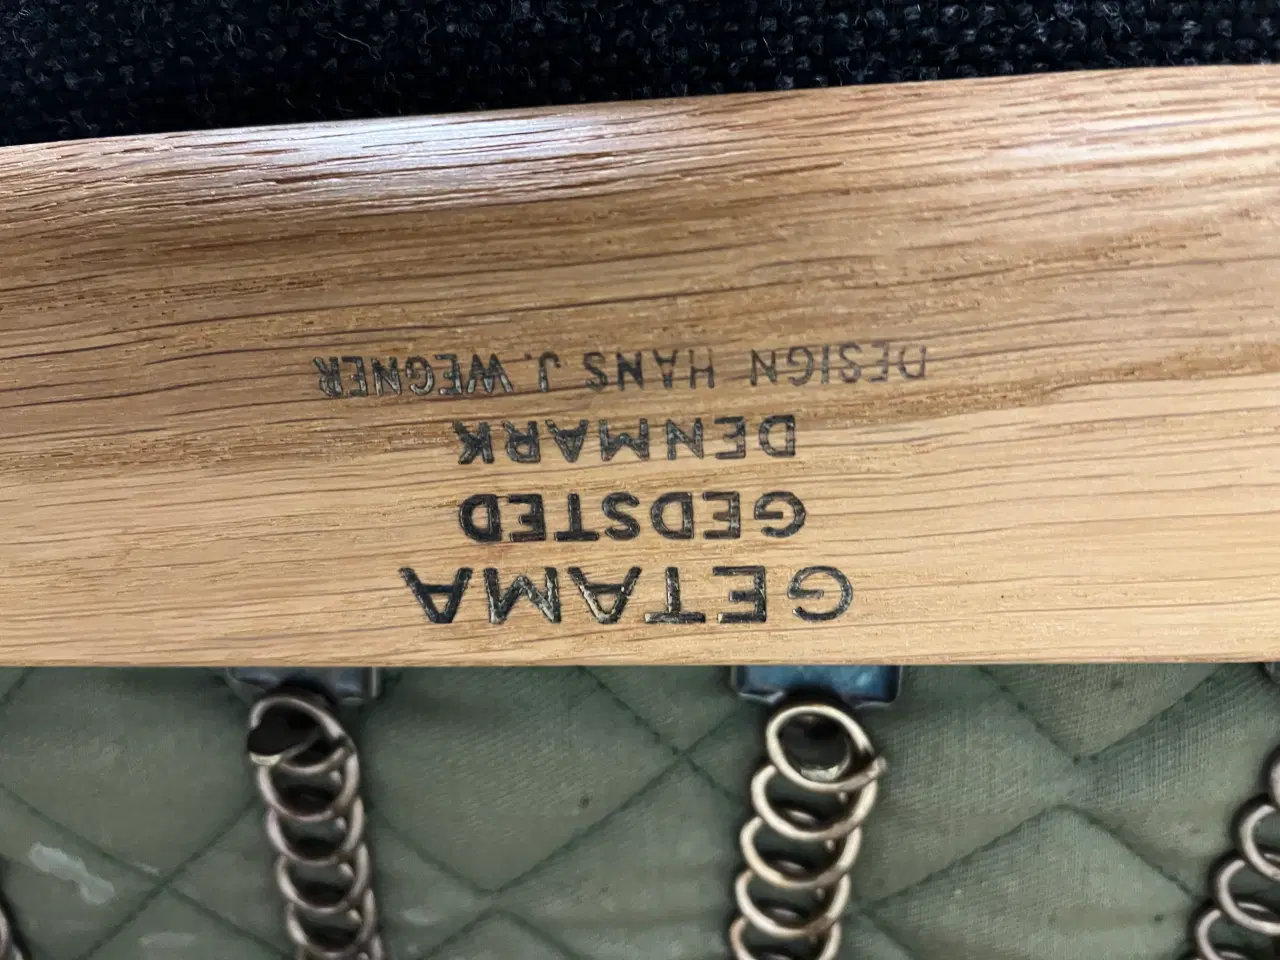 GETAMA
GEDSTED
DENMARK
DESIGN HANS J. WEGNER